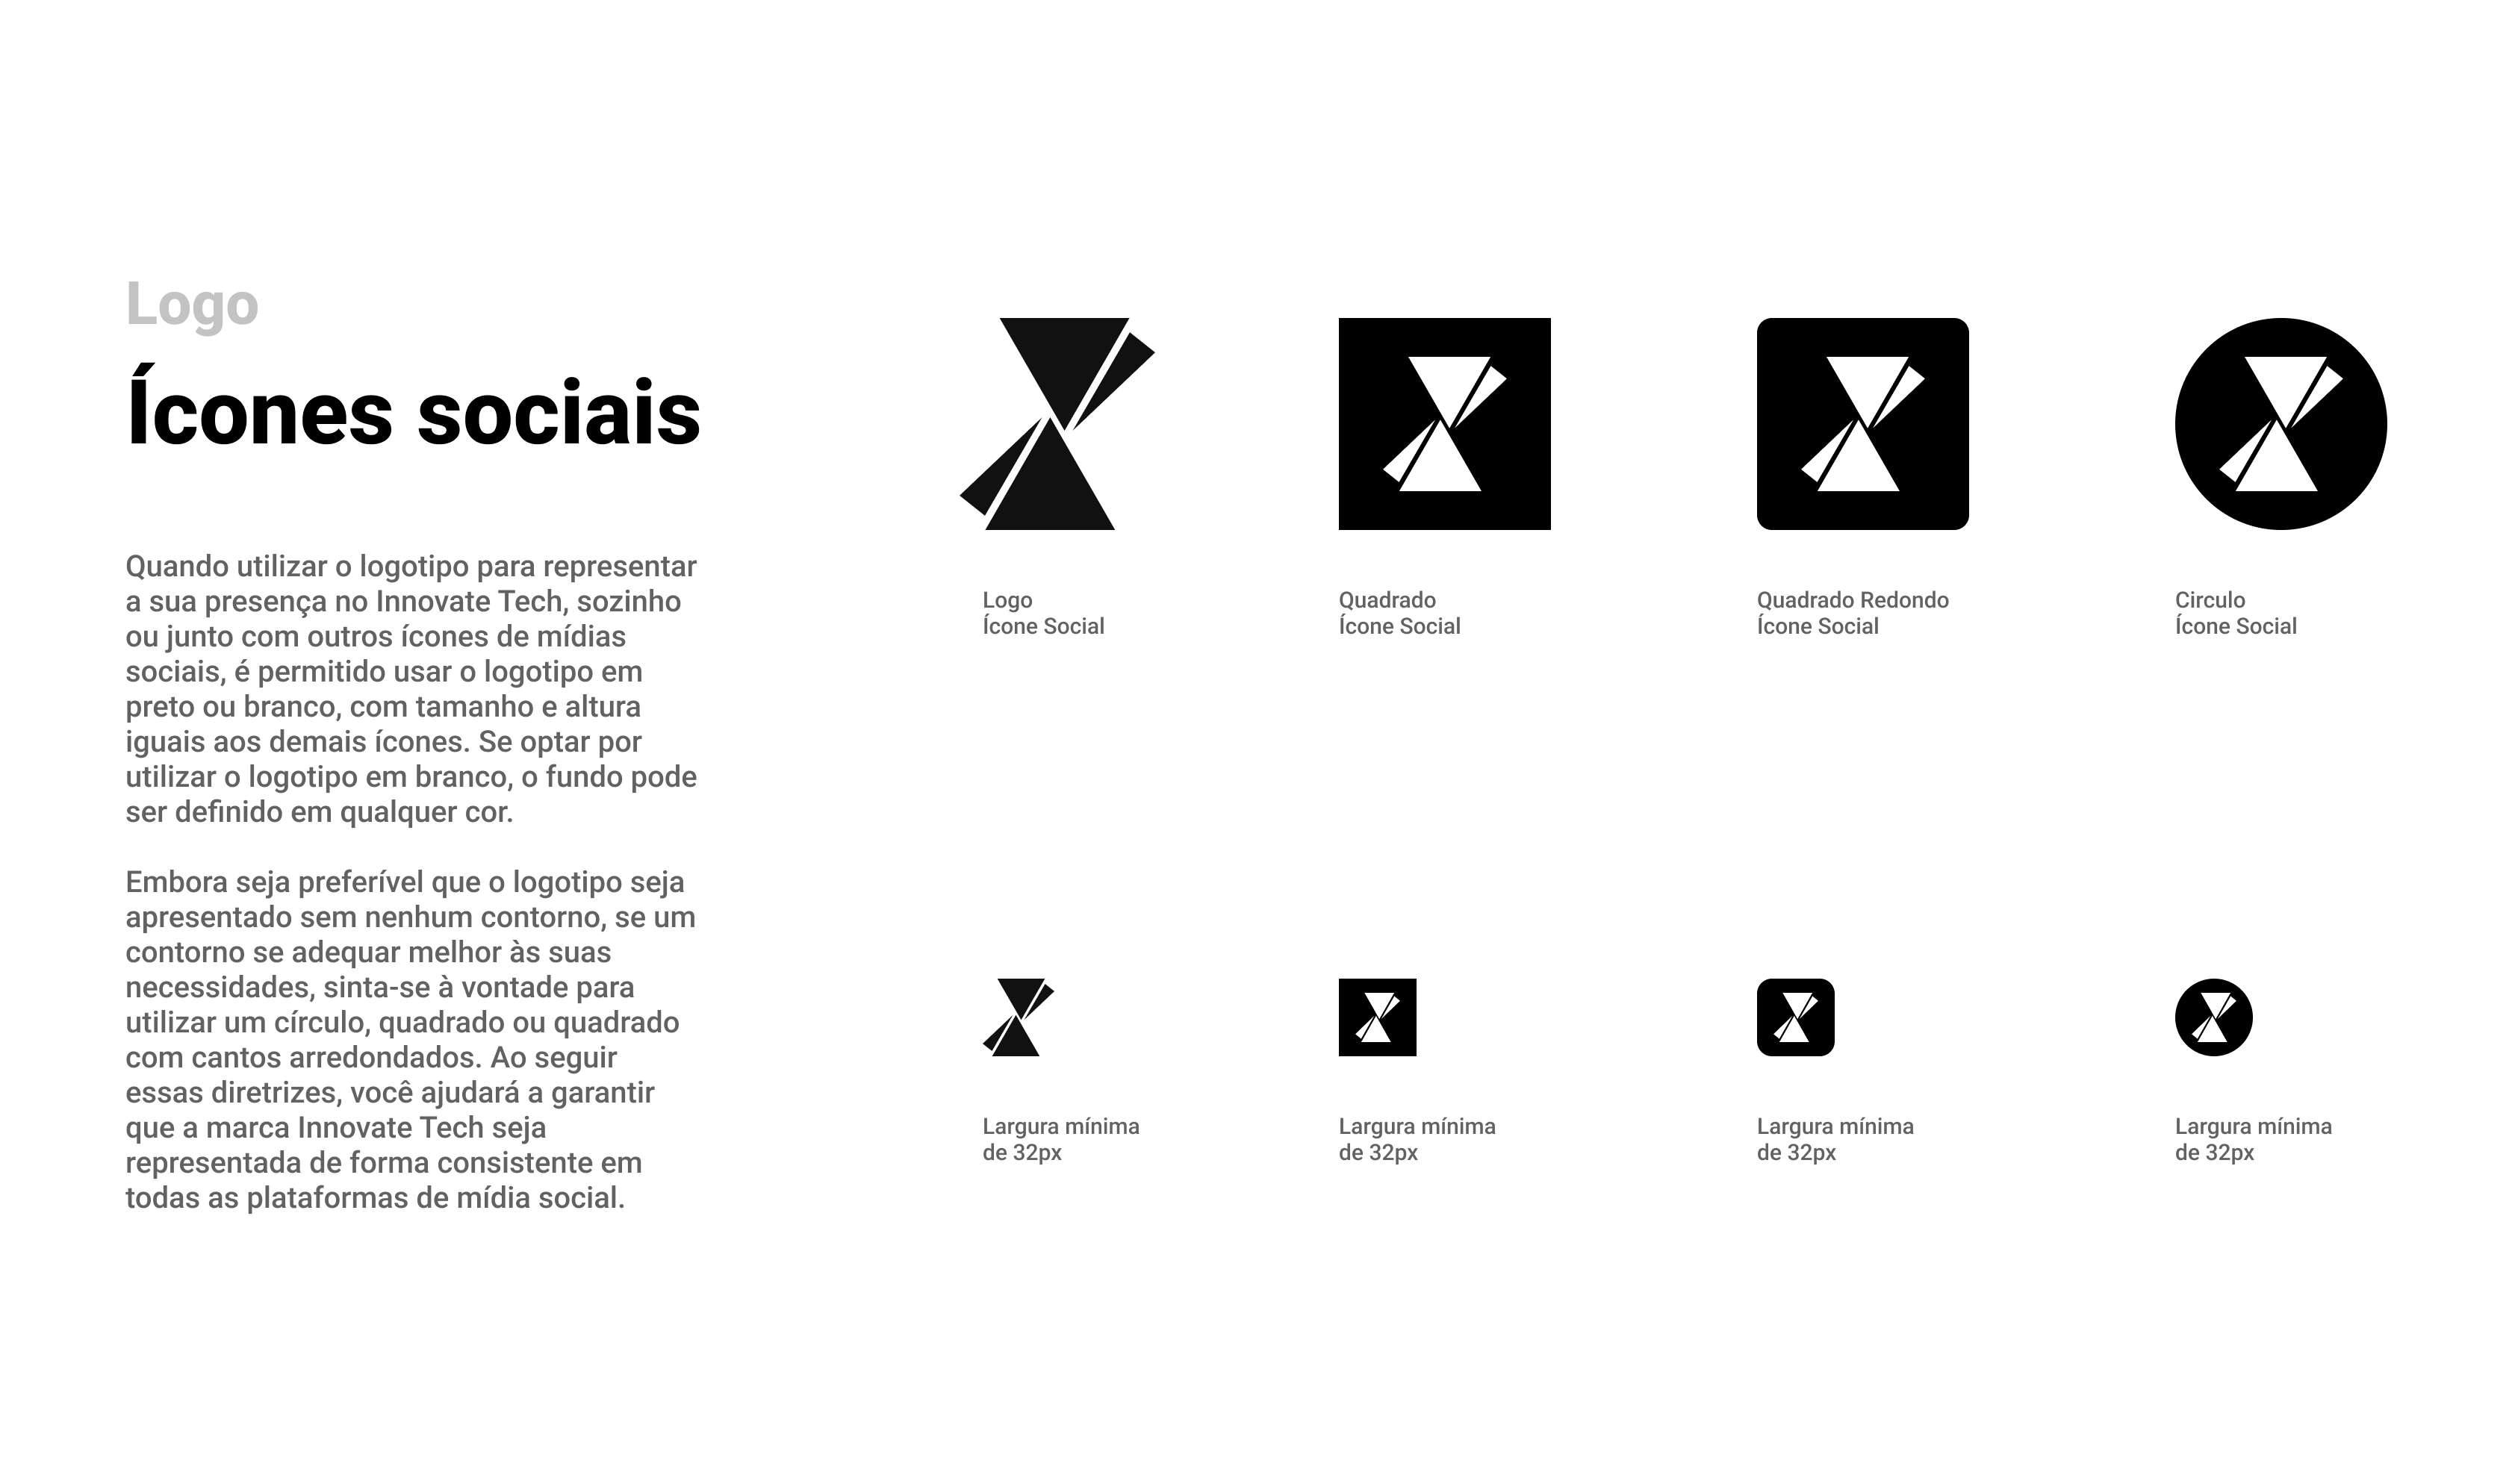 Logo
Ícones sociais
Quando utilizar o logotipo para representar
a sua presença no Innovate Tech, sozinho
ou junto com outros ícones de mídias
sociais, é permitido usar o logotipo em
preto ou branco, com tamanho e altura
iguais aos demais ícones. Se optar por
utilizar o logotipo em branco, o fundo pode
ser definido em qualquer cor.
Embora seja preferível que o logotipo seja
apresentado sem nenhum contorno, se um
contorno se adequar melhor às suas
necessidades, sinta-se à vontade para
utilizar um círculo, quadrado ou quadrado
com cantos arredondados. Ao seguir
essas diretrizes, você ajudará a garantir
que a marca Innovate Tech seja
representada de forma consistente em
todas as plataformas de mídia social.
Logo
Ícone Social
Quadrado
Ícone Social
Quadrado Redondo
Ícone Social
Circulo
Ícone Social
Largura mínima
de 32px
Largura mínima
de 32px
Largura mínima
de 32px
Largura mínima
de 32px